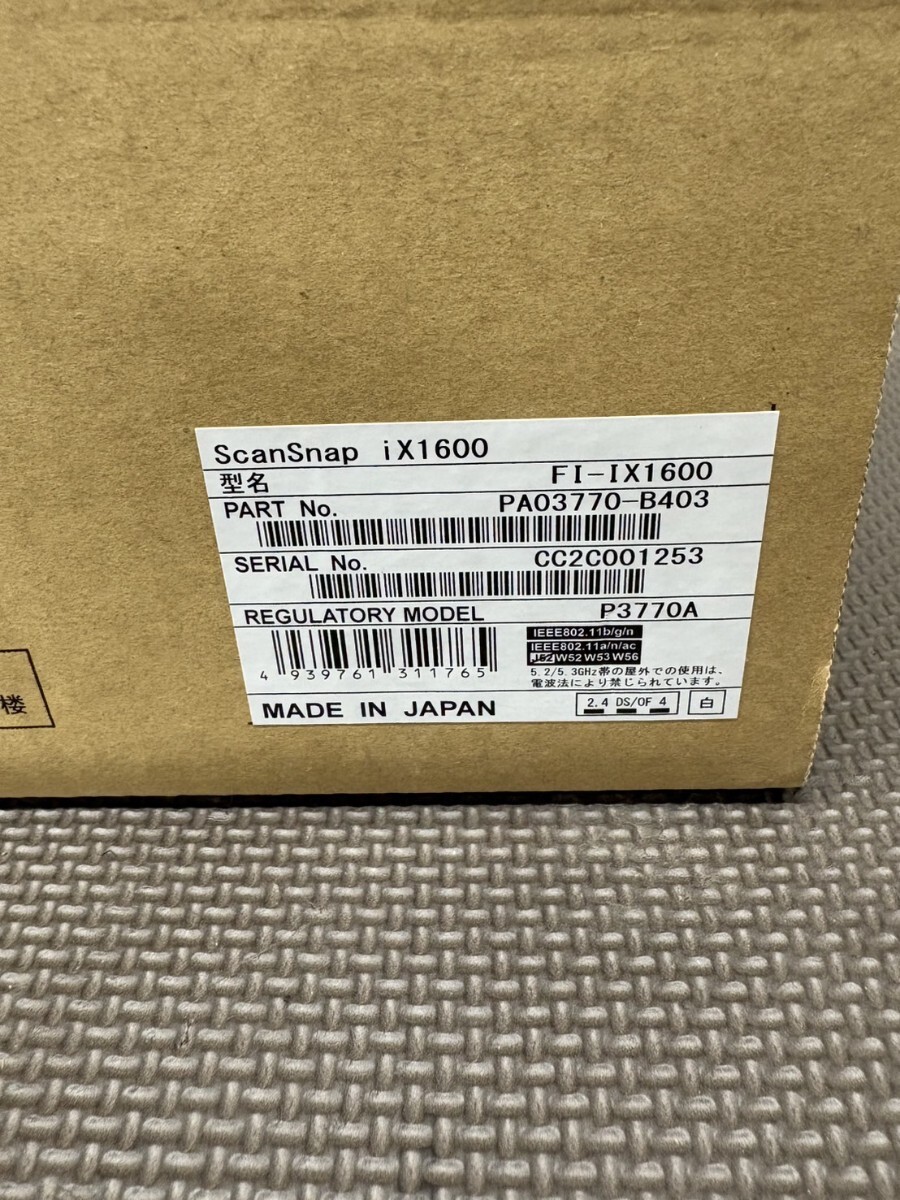 ScanSnap iX1600
型名 FI-IX1600
PART No. PA03770-B403
SERIAL No. CC2C001253
REGULATORY MODEL P3770A
IEEE802.11b/g/n
IEEE802.11a/n/ac
J52 W52 W53 W56
4 939761 311765
5.2/5.3GHz帯の屋外での使用は、
電波法により禁じられています。
MADE IN JAPAN
2.4 DS/OF 4
白
楼